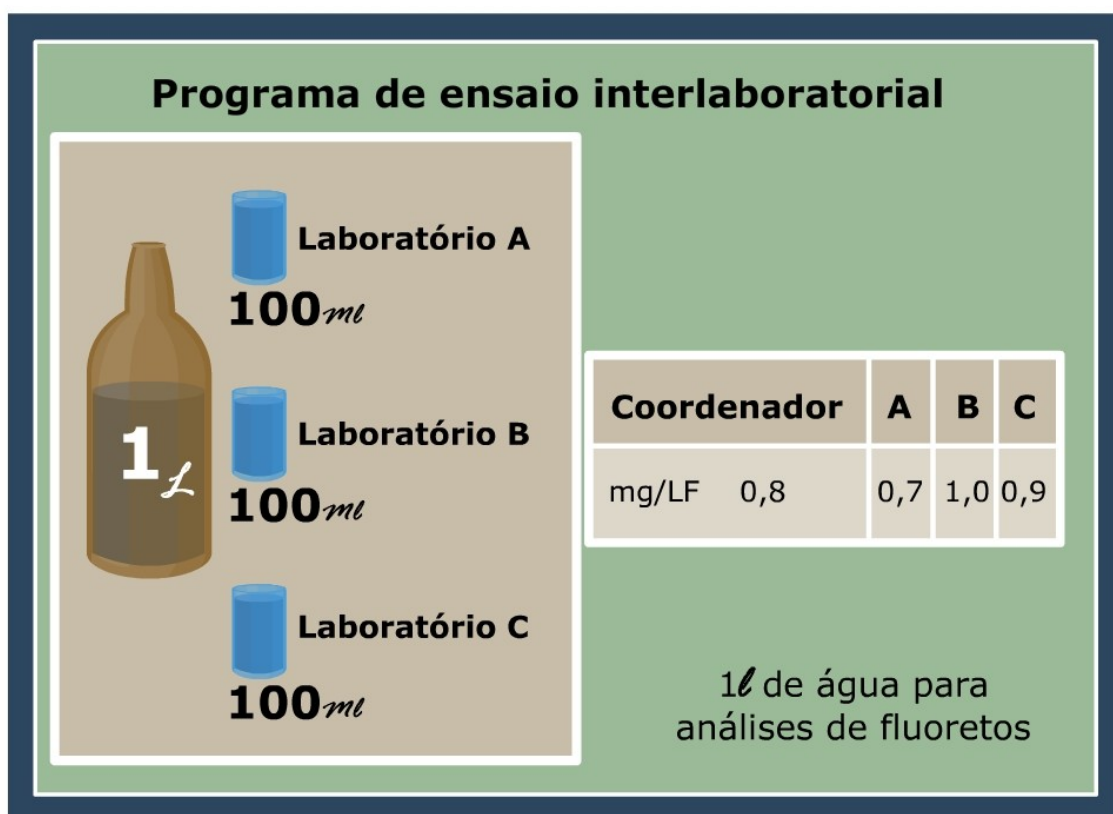 Programa de ensaio interlaboratorial
Laboratório A
100ml
1L
Laboratório B
100ml
Laboratório C
100ml
Coordenador A B C
mg/LF 0,8 0,7 1,0 0,9
1l de água para
análises de fluoretos